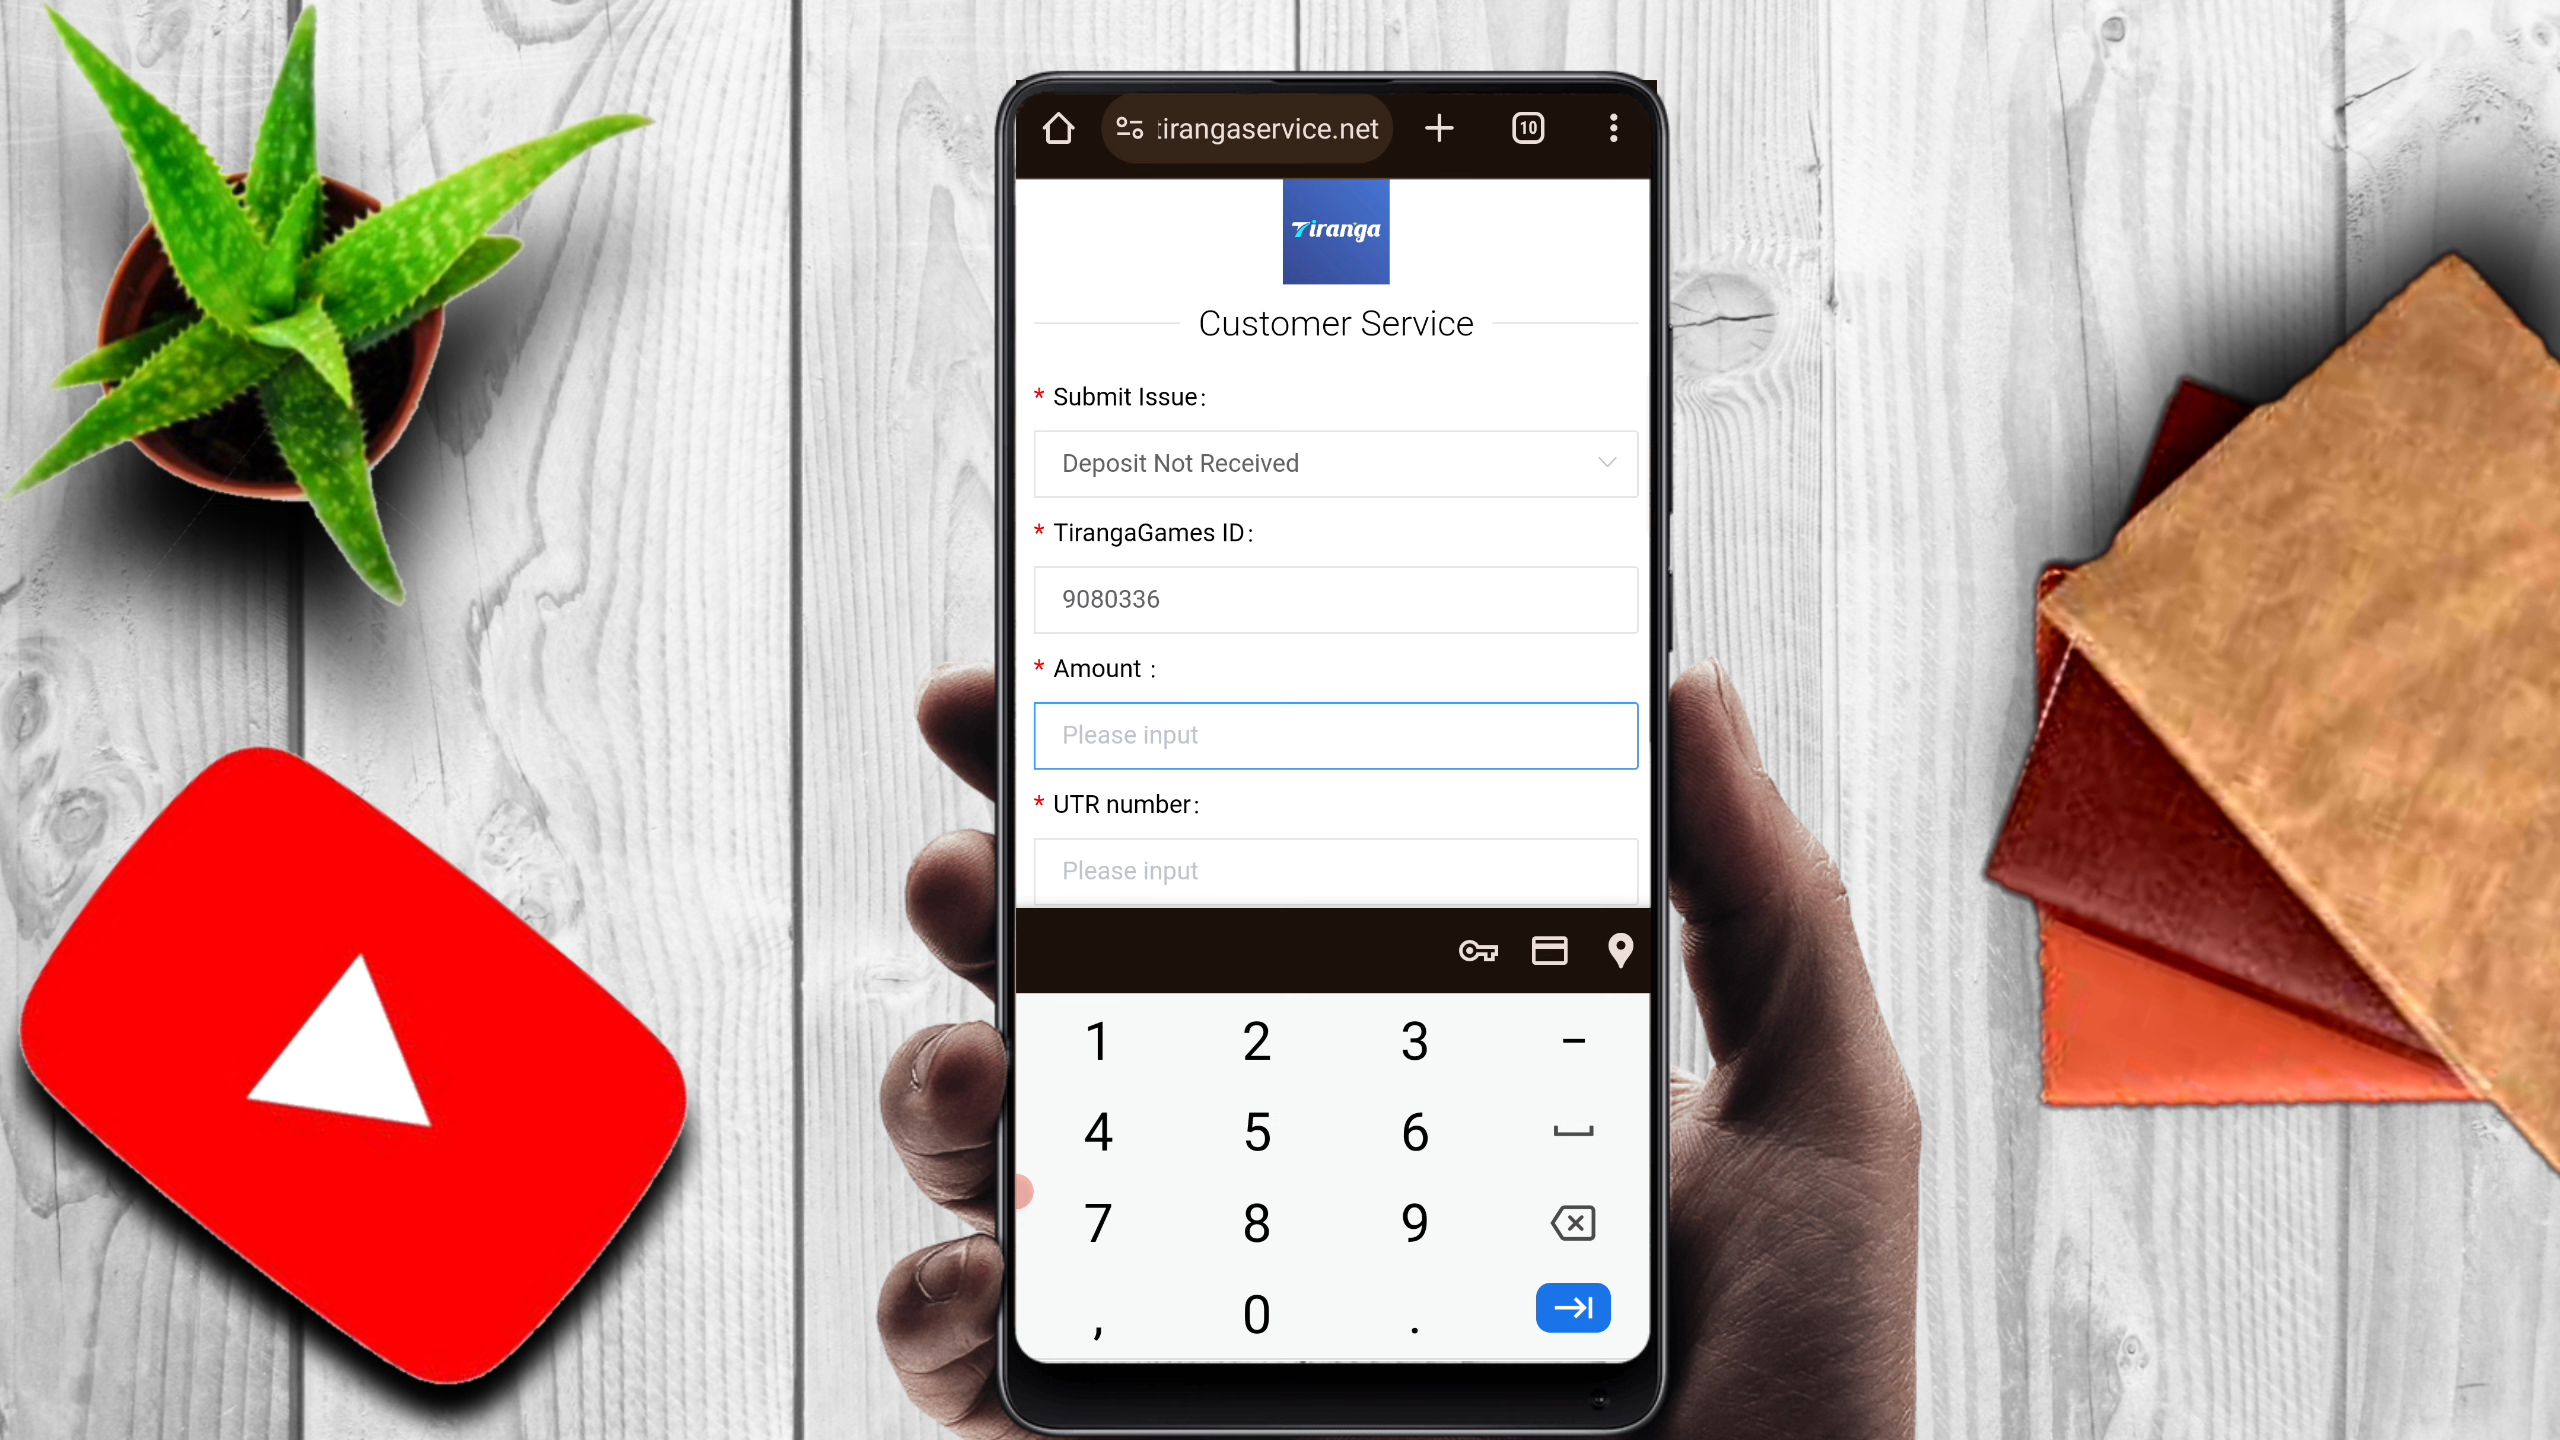 tirangaservice.net
10
Tiranga
Customer Service
* Submit Issue:
Deposit Not Received
* TirangaGames ID:
9080336
* Amount :
Please input
* UTR number:
Please input
1 2 3 -
4 5 6
7 8 9
, 0 .